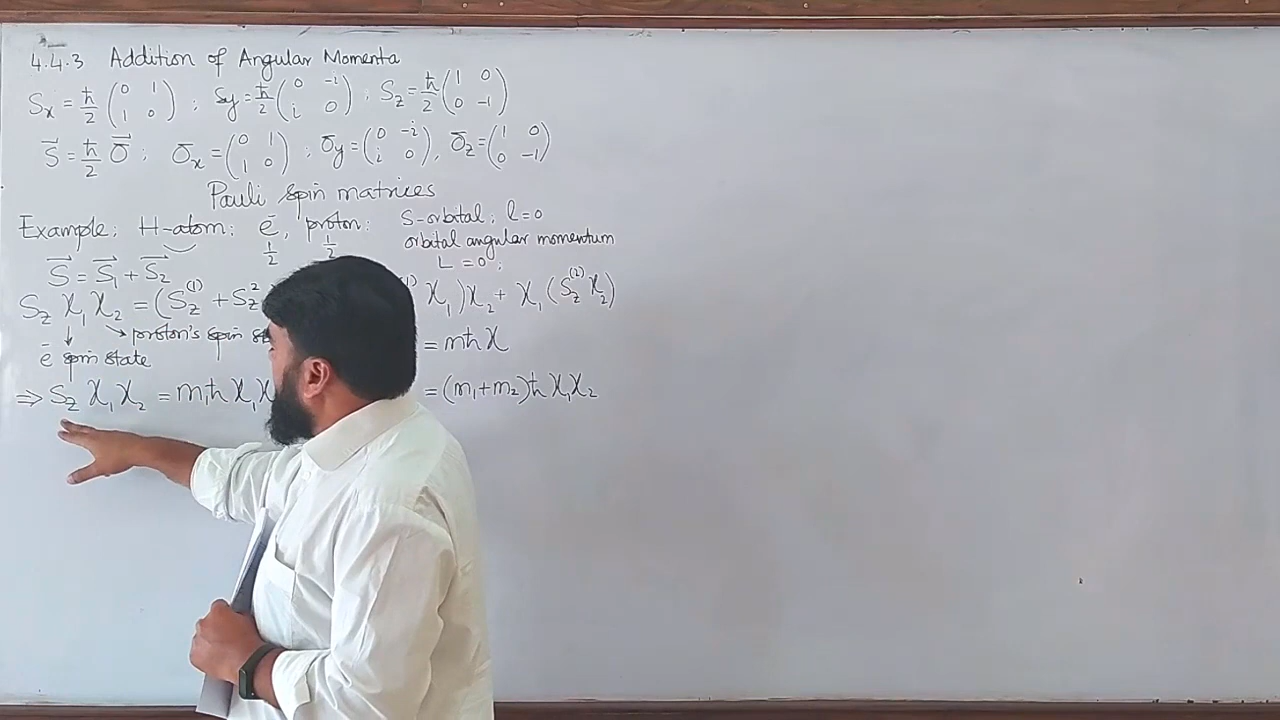 4.4.3 Addition of Angular Momenta
Sx = ħ/2 (0 1; 1 0) ; Sy = ħ/2 (0 -i; i 0) ; Sz = ħ/2 (1 0; 0 -1)
S⃗ = ħ/2 σ⃗ ; σx = (0 1; 1 0) ; σy = (0 -i; i 0), σz = (1 0; 0 -1)
Pauli spin matrices
Example; H-atom: e⁻, proton: S-orbital; l=0
1/2 1/2 orbital angular momentum
S⃗ = S⃗₁ + S⃗₂ L = 0 ;
Sz χ₁ χ₂ = (Sz⁽¹⁾ + Sz² χ₁)χ₂ + χ₁(Sz⁽²⁾ χ₂)
→ proton's spin = mħχ
e⁻ spin state
⇒ Sz χ₁ χ₂ = m₁ħ χ₁ = (m₁+m₂)ħ χ₁χ₂